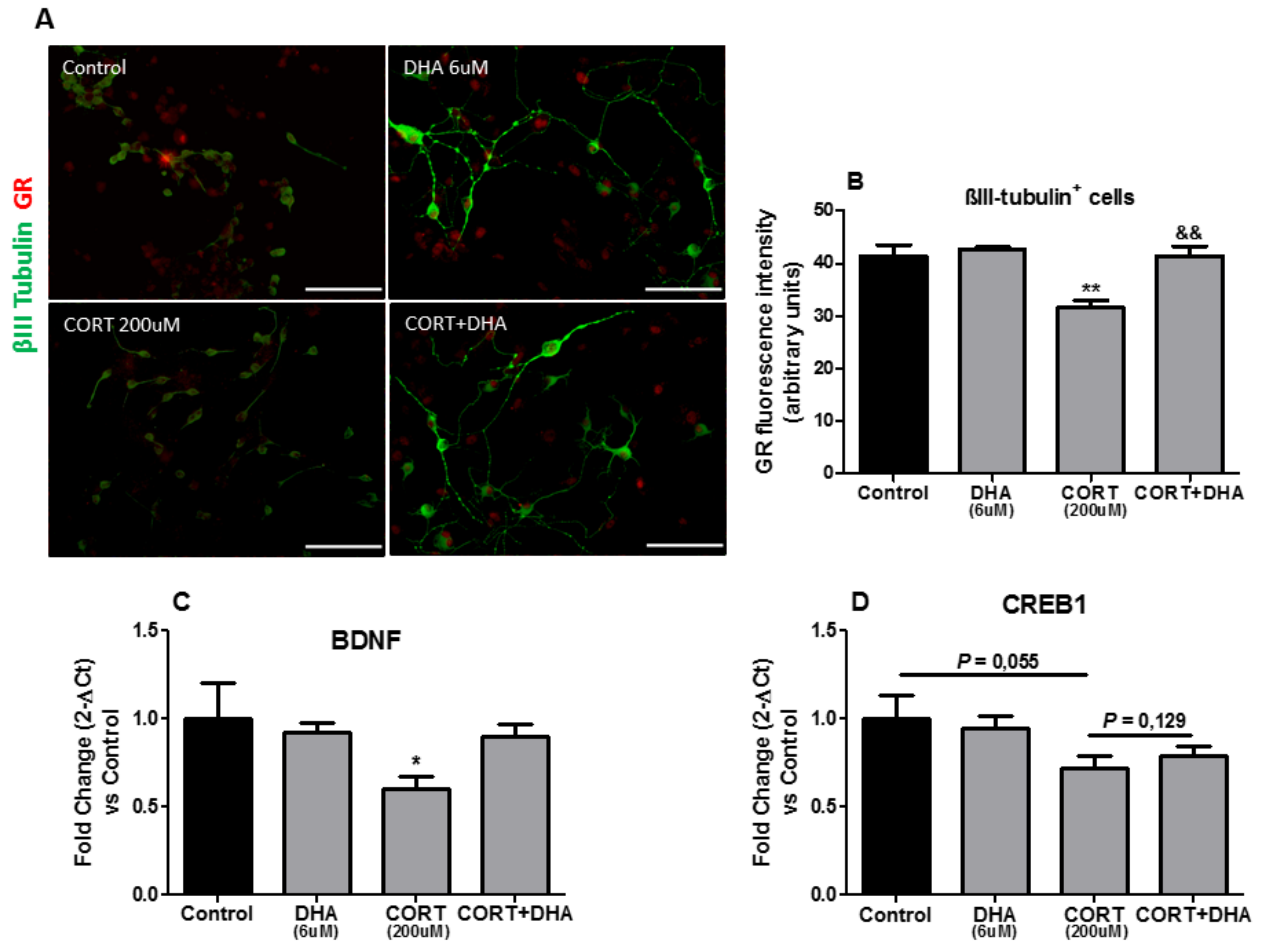 A
Control
DHA 6uM
CORT 200uM
CORT+DHA
βIII Tubulin GR
B
ßIII-tubulin+ cells
GR fluorescence intensity
(arbitrary units)
50
40
30
20
10
0
**
&&
Control
DHA
(6uM)
CORT
(200uM)
CORT+DHA
C
BDNF
Fold Change (2-ΔCt)
vs Control
1.5
1.0
0.5
0.0
*
Control
DHA
(6uM)
CORT
(200uM)
CORT+DHA
D
CREB1
Fold Change (2-ΔCt)
vs Control
1.5
1.0
0.5
0.0
P = 0,055
P = 0,129
Control
DHA
(6uM)
CORT
(200uM)
CORT+DHA